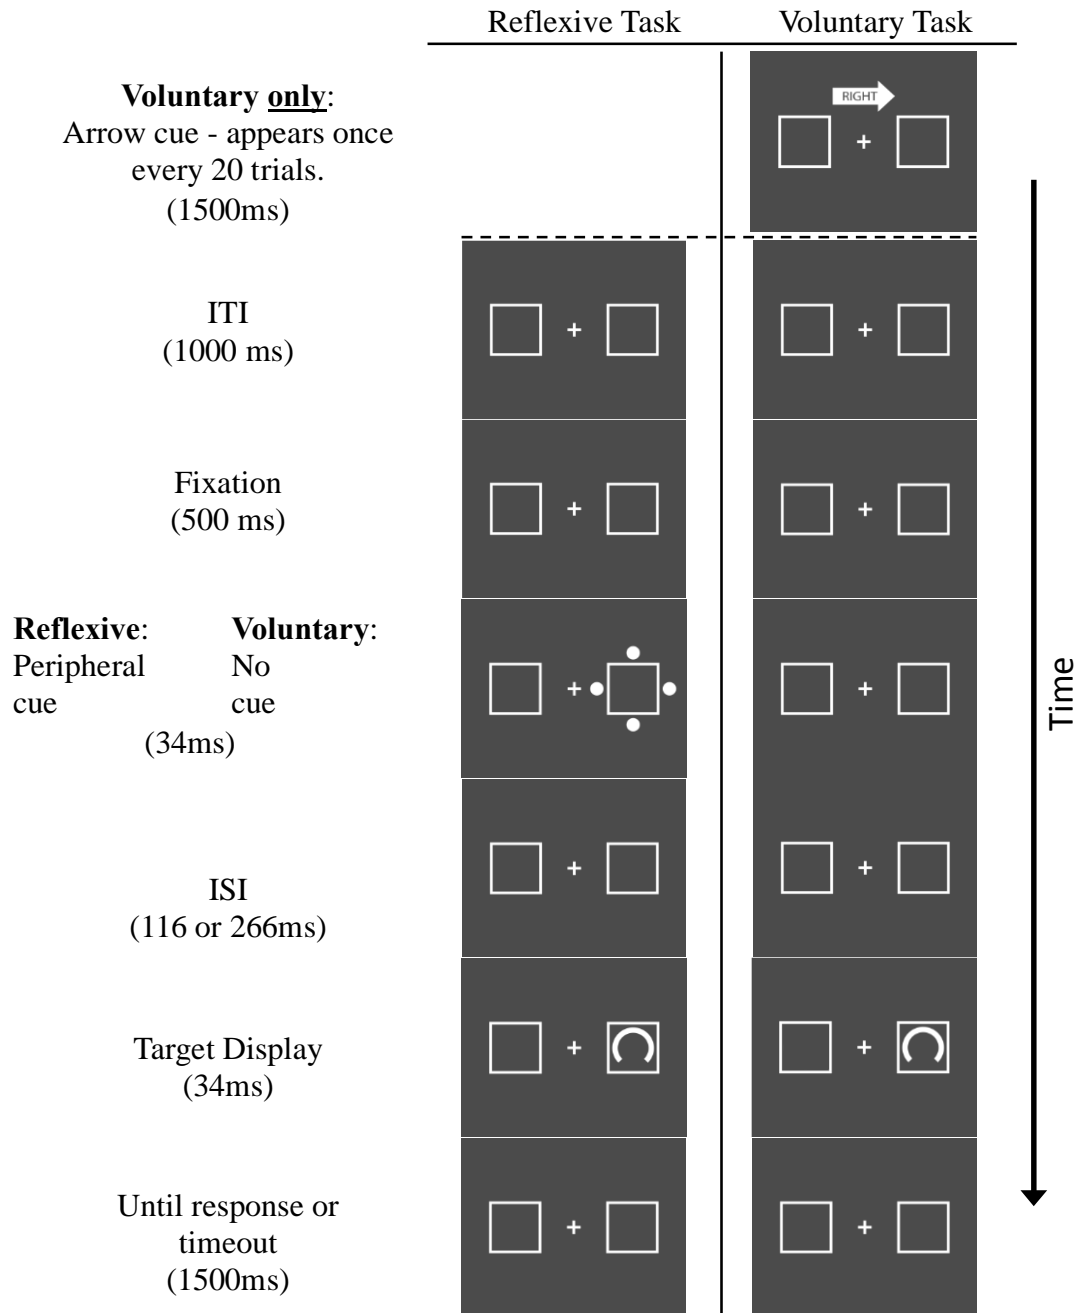 Reflexive Task Voluntary Task
Voluntary only:
Arrow cue - appears once
every 20 trials.
(1500ms)
RIGHT
ITI
(1000 ms)
Fixation
(500 ms)
Reflexive: Voluntary:
Peripheral No
cue cue
(34ms)
ISI
(116 or 266ms)
Target Display
(34ms)
Until response or
timeout
(1500ms)
Time